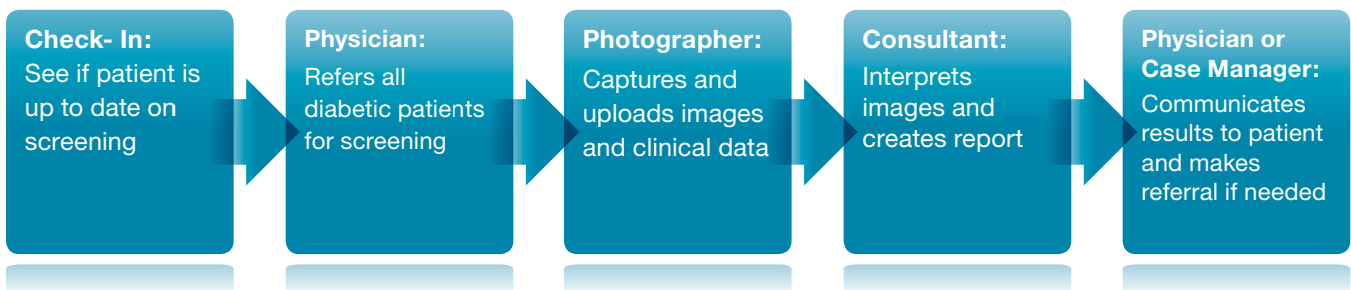 Check- In:
See if patient is
up to date on
screening
Physician:
Refers all
diabetic patients
for screening
Photographer:
Captures and
uploads images
and clinical data
Consultant:
Interprets
images and
creates report
Physician or
Case Manager:
Communicates
results to patient
and makes
referral if needed